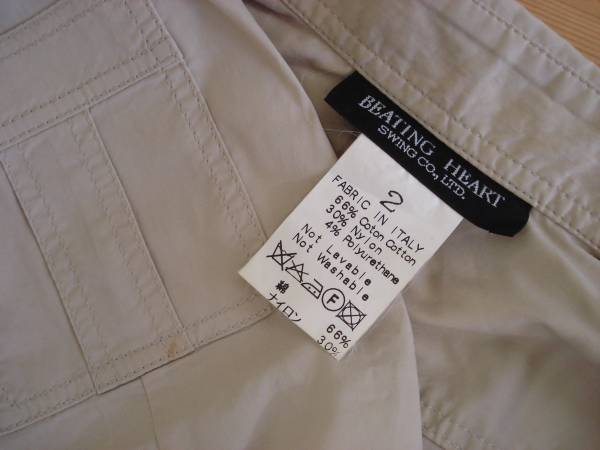 BEATING HEART
SWING CO., LTD.
2
FABRIC IN ITALY
66% Coton Cotton
30% Nylon
4% Polyurethane
Not Lavable
Not Washable
F
綿 66%
ナイロン 30%